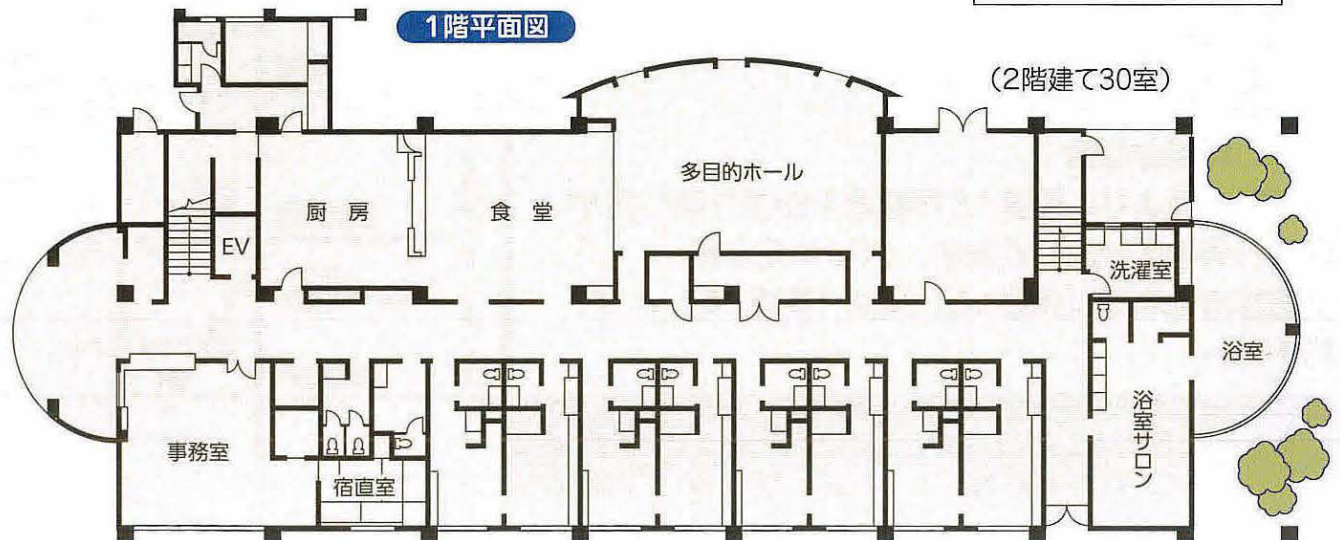 1階平面図
(2階建て30室)
多目的ホール
厨 房
食 堂
EV
洗濯室
浴室
浴室サロン
事務室
宿直室